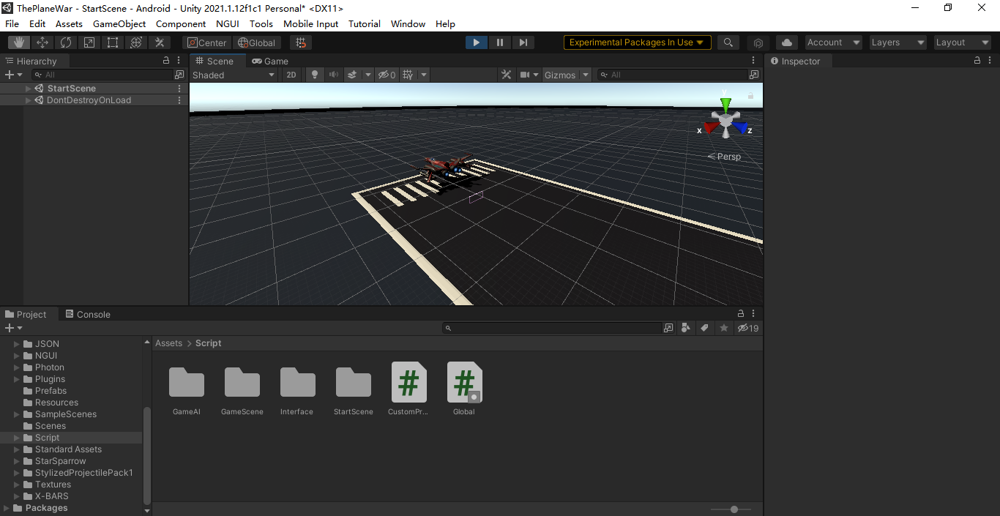 ThePlaneWar - StartScene - Android - Unity 2021.1.12f1c1 Personal* <DX11>
File Edit Assets GameObject Component NGUI Tools Mobile Input Tutorial Window Help
Center Global Experimental Packages In Use Account Layers Layout
Hierarchy
All
StartScene
DontDestroyOnLoad
Scene Game
Shaded 2D 0 Gizmos All
y
x z
Persp
Inspector
Project Console
19
JSON
NGUI
Photon
Plugins
Prefabs
Resources
SampleScenes
Scenes
Script
Standard Assets
StarSparrow
StylizedProjectilePack1
Textures
X-BARS
Packages
Assets > Script
GameAI GameScene Interface StartScene CustomPr... Global